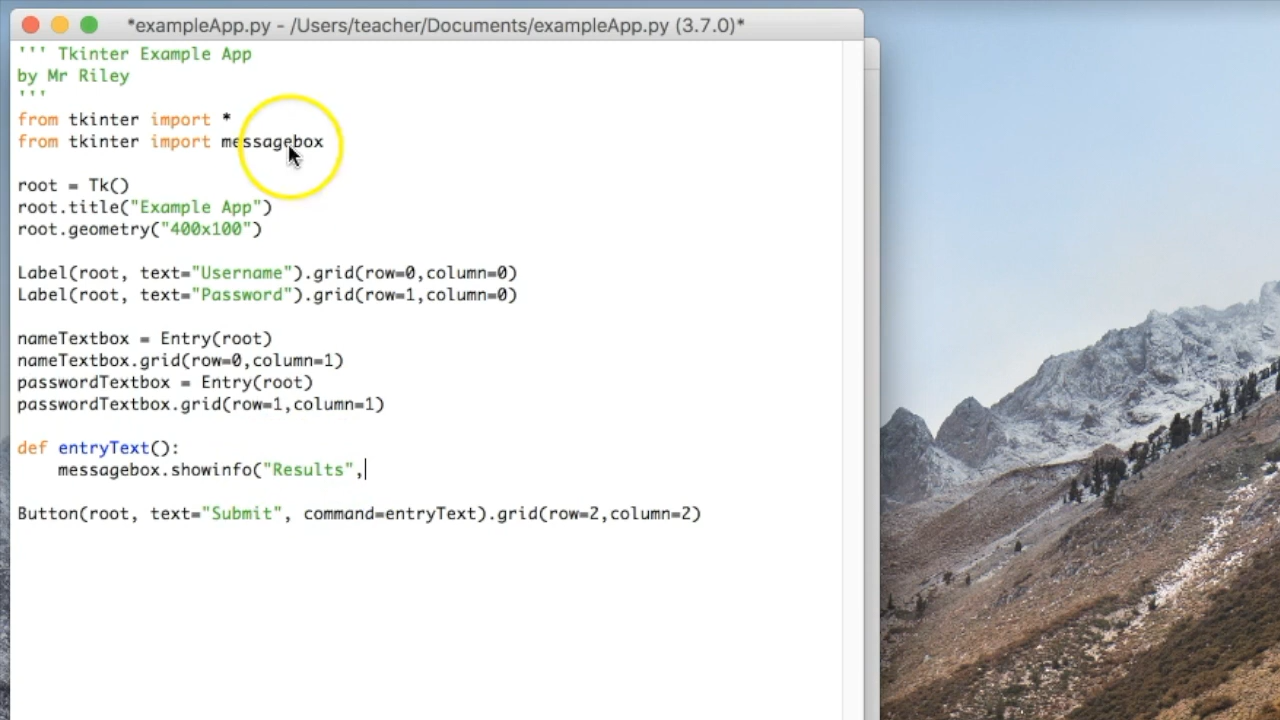 *exampleApp.py - /Users/teacher/Documents/exampleApp.py (3.7.0)*
''' Tkinter Example App
by Mr Riley
'''
from tkinter import *
from tkinter import messagebox
root = Tk()
root.title("Example App")
root.geometry("400x100")
Label(root, text="Username").grid(row=0,column=0)
Label(root, text="Password").grid(row=1,column=0)
nameTextbox = Entry(root)
nameTextbox.grid(row=0,column=1)
passwordTextbox = Entry(root)
passwordTextbox.grid(row=1,column=1)
def entryText():
    messagebox.showinfo("Results",
Button(root, text="Submit", command=entryText).grid(row=2,column=2)